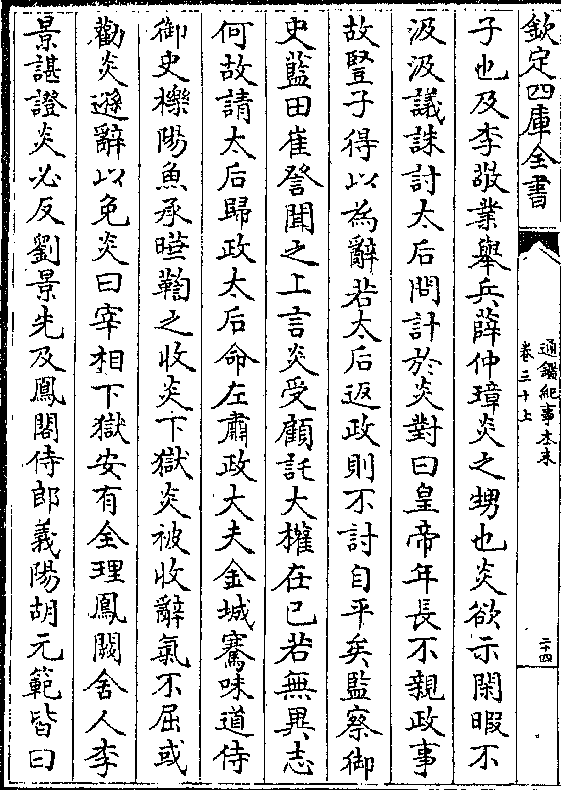 欽定四庫全書
通鑑紀事本末
卷三十上
二十四
子也及李敬業舉兵薛仲璋炎之甥也炎欲示閑暇不
汲汲議誅討太后問計於炎對曰皇帝年長不親政事
故豎子得以為辭若太后返政則不討自平矣監察御
史藍田崔詧聞之上言炎受顧託大權在已若無異志
何故請太后歸政太后命左肅政大夫金城騫味道侍
御史櫟陽魚承曮鞫之收炎下獄炎被收辭氣不屈或
勸炎遜辭以免炎曰宰相下獄安有全理鳳閣舍人李
景諶證炎必反劉景先及鳳閣侍郎義陽胡元範皆曰